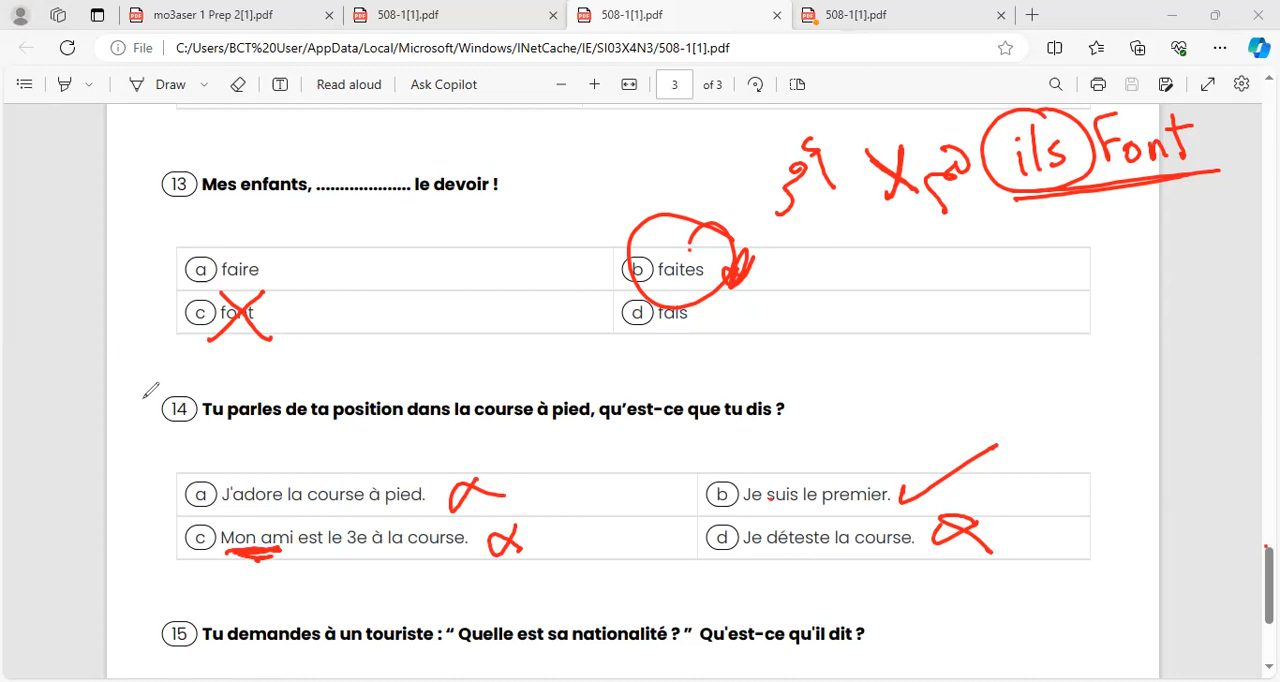 mo3aser 1 Prep 2[1].pdf
508-1[1].pdf
508-1[1].pdf
508-1[1].pdf
File
C:/Users/BCT%20User/AppData/Local/Microsoft/Windows/INetCache/IE/SI03X4N3/508-1[1].pdf
Draw
Read aloud
Ask Copilot
3 of 3
ils Font
13 Mes enfants, .................... le devoir !
a faire
b faites
c font
d fais
14 Tu parles de ta position dans la course à pied, qu'est-ce que tu dis ?
a J'adore la course à pied.
b Je suis le premier.
c Mon ami est le 3e à la course.
d Je déteste la course.
15 Tu demandes à un touriste : “ Quelle est sa nationalité ? ” Qu'est-ce qu'il dit ?